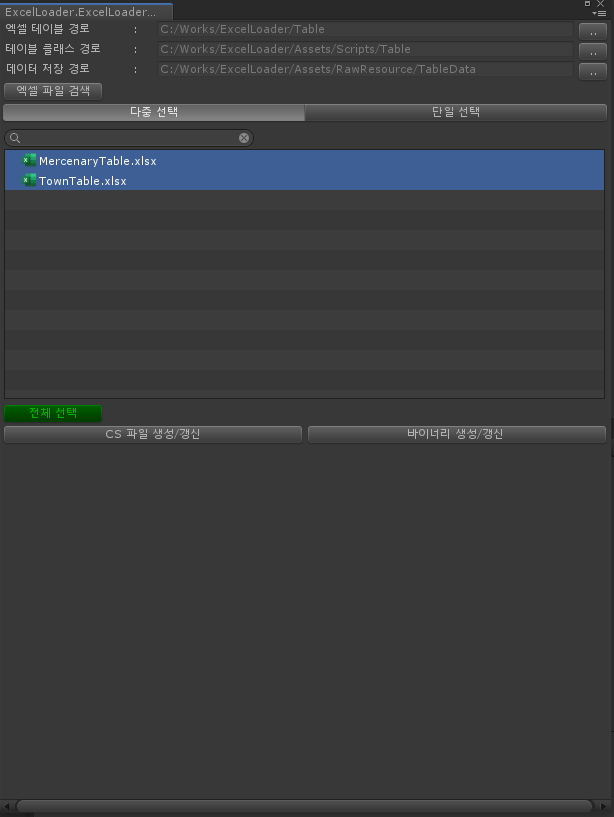 ExcelLoader.ExcelLoader...
엑셀 테이블 경로 : C:/Works/ExcelLoader/Table ..
테이블 클래스 경로 : C:/Works/ExcelLoader/Assets/Scripts/Table ..
데이터 저장 경로 : C:/Works/ExcelLoader/Assets/RawResource/TableData ..
엑셀 파일 검색
다중 선택 단일 선택
MercenaryTable.xlsx
TownTable.xlsx
전체 선택
CS 파일 생성/갱신 바이너리 생성/갱신